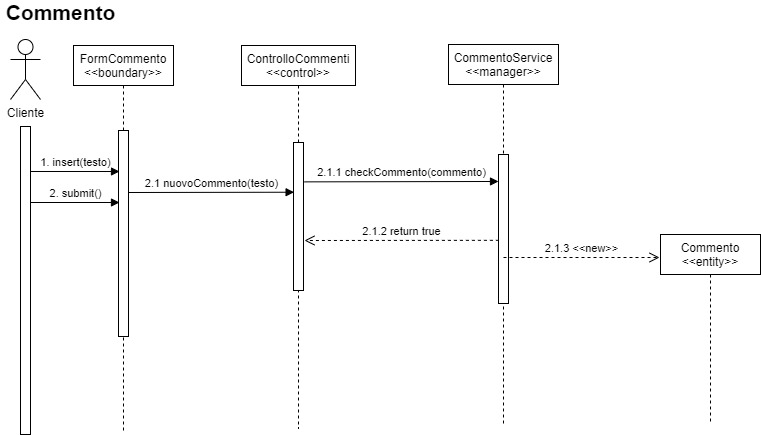 Commento
FormCommento
<<boundary>>
ControlloCommenti
<<control>>
CommentoService
<<manager>>
Cliente
1. insert(testo)
2. submit()
2.1 nuovoCommento(testo)
2.1.1 checkCommento(commento)
2.1.2 return true
2.1.3 <<new>>
Commento
<<entity>>